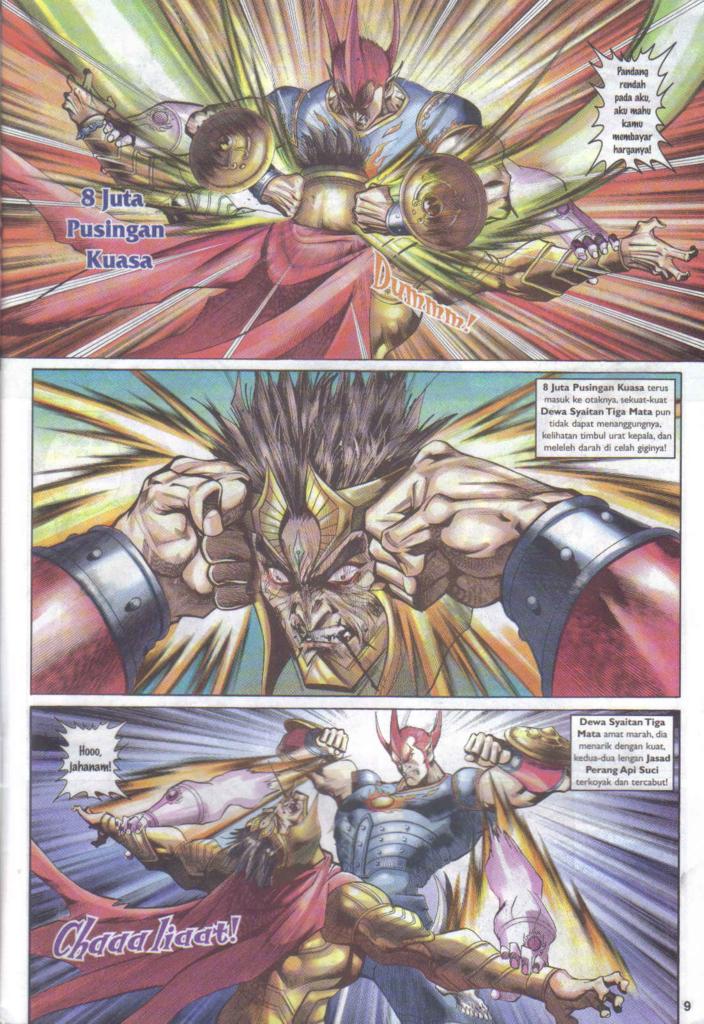 Pandang
rendah
pada aku,
aku mahu
kamu
membayar
harganya!
8 Juta
Pusingan
Kuasa
Dummm!
8 Juta Pusingan Kuasa terus
masuk ke otaknya, sekuat-kuat
Dewa Syaitan Tiga Mata pun
tidak dapat menanggungnya,
kelihatan timbul urat kepala, dan
meleleh darah di celah giginya!
Hooo,
jahanam!
Dewa Syaitan Tiga
Mata amat marah, dia
menarik dengan kuat,
kedua-dua lengan Jasad
Perang Api Suci
terkoyak dan tercabut!
Chaaaliaat!
9